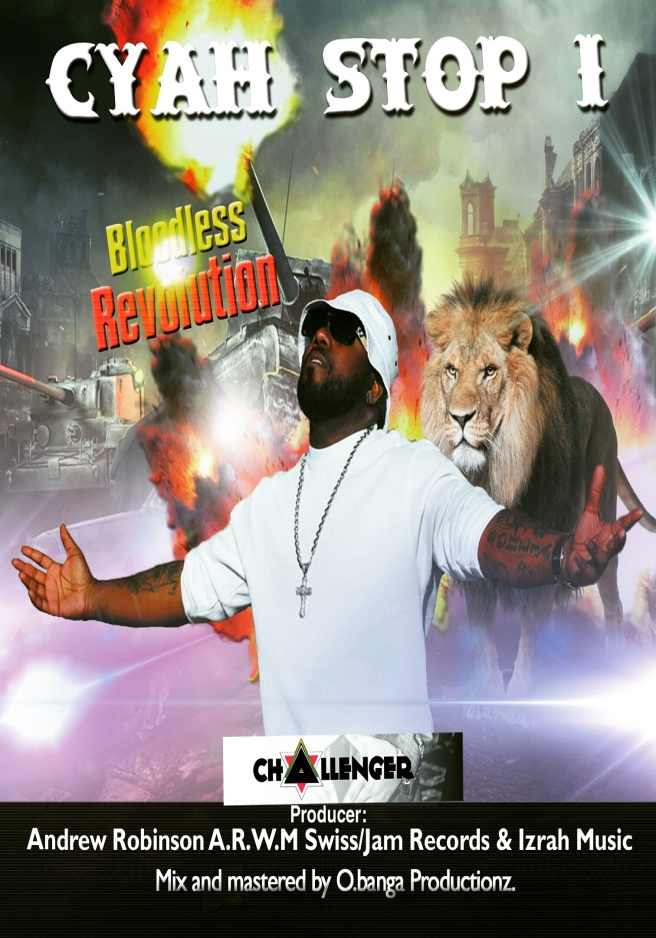 CYAH STOP I
Bloodless
Revolution
CHALLENGER
Producer:
Andrew Robinson A.R.W.M Swiss/Jam Records & Izrah Music
Mix and mastered by O.banga Productionz.